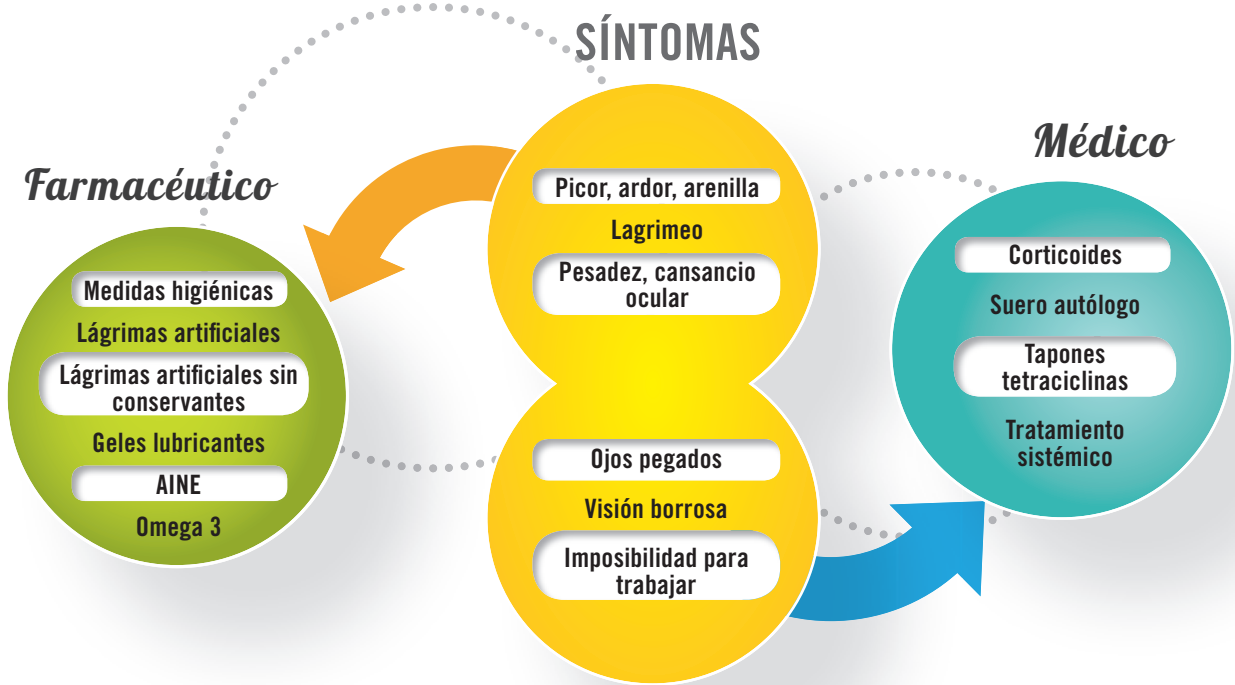 SÍNTOMAS
Farmacéutico
Medidas higiénicas
Lágrimas artificiales
Lágrimas artificiales sin
conservantes
Geles lubricantes
AINE
Omega 3
Picor, ardor, arenilla
Lagrimeo
Pesadez, cansancio
ocular
Ojos pegados
Visión borrosa
Imposibilidad para
trabajar
Médico
Corticoides
Suero autólogo
Tapones
tetraciclinas
Tratamiento
sistémico